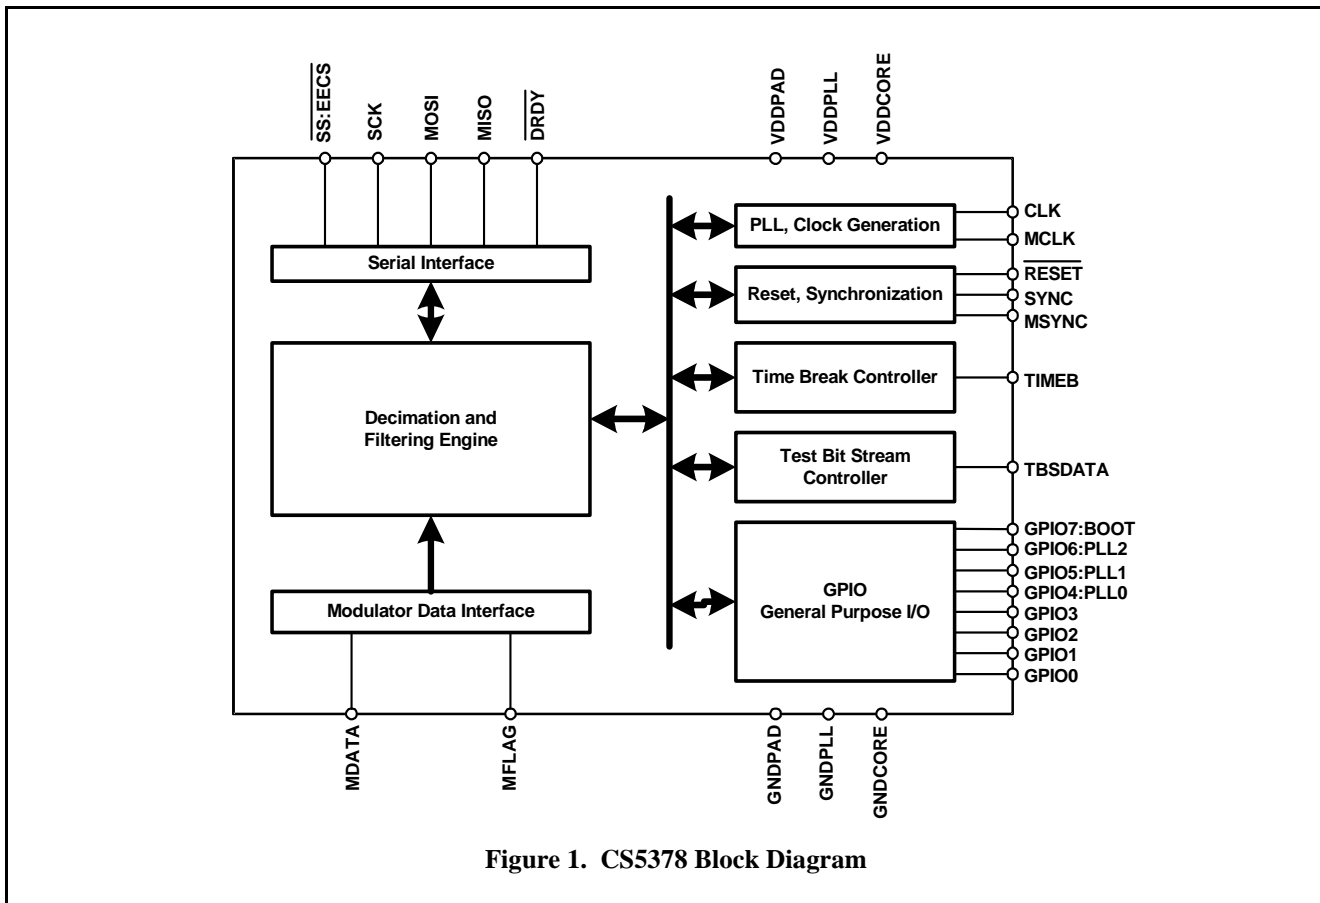 SS:EECS
SCK
MOSI
MISO
DRDY
VDDPAD
VDDPLL
VDDCORE
Serial Interface
Decimation and
Filtering Engine
Modulator Data Interface
PLL, Clock Generation
CLK
MCLK
Reset, Synchronization
RESET
SYNC
MSYNC
Time Break Controller
TIMEB
Test Bit Stream
Controller
TBSDATA
GPIO
General Purpose I/O
GPIO7:BOOT
GPIO6:PLL2
GPIO5:PLL1
GPIO4:PLL0
GPIO3
GPIO2
GPIO1
GPIO0
MDATA
MFLAG
GNDPAD
GNDPLL
GNDCORE
Figure 1. CS5378 Block Diagram